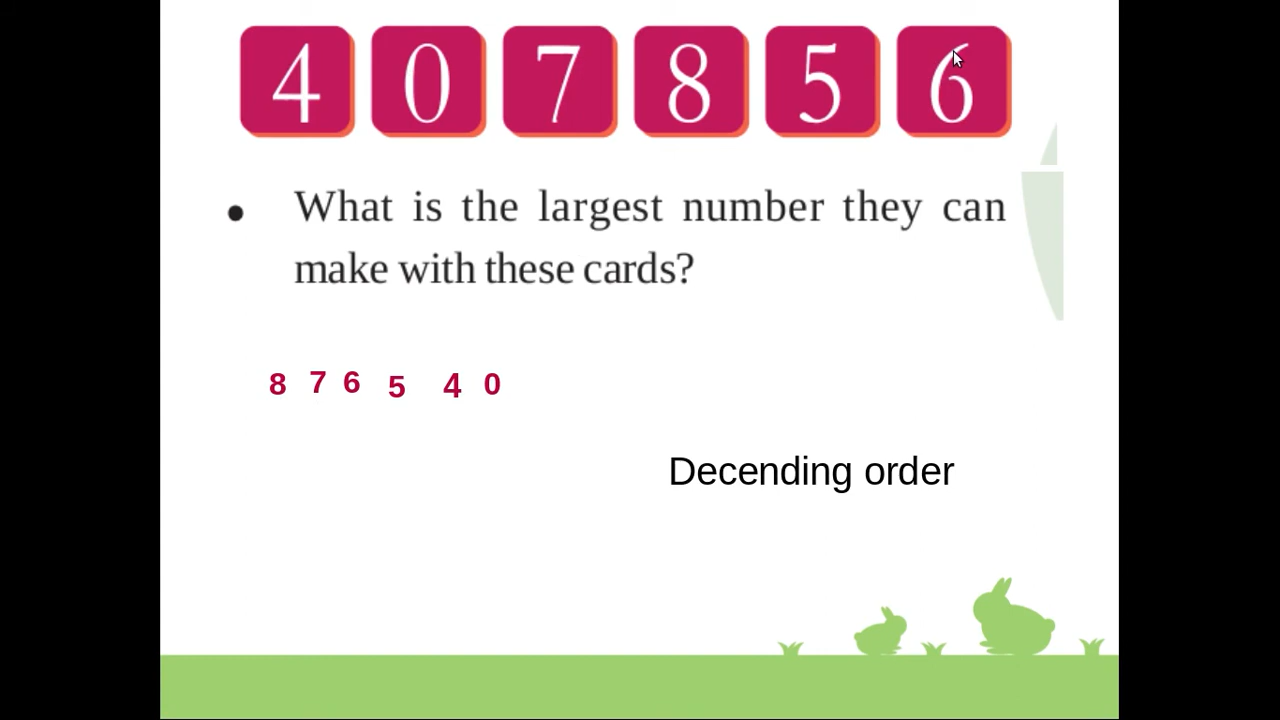 4 0 7 8 5 6
• What is the largest number they can
make with these cards?
8 7 6 5 4 0
Decending order